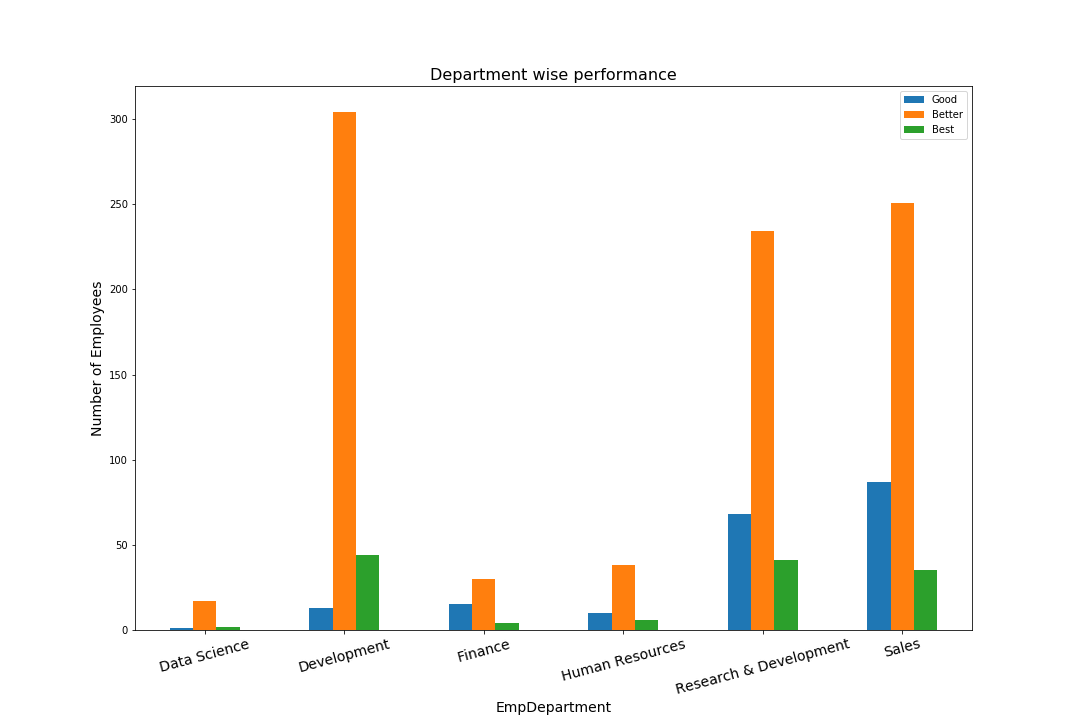 Department wise performance
Good
Better
Best
Number of Employees
300
250
200
150
100
50
0
Data Science
Development
Finance
Human Resources
Research & Development
Sales
EmpDepartment